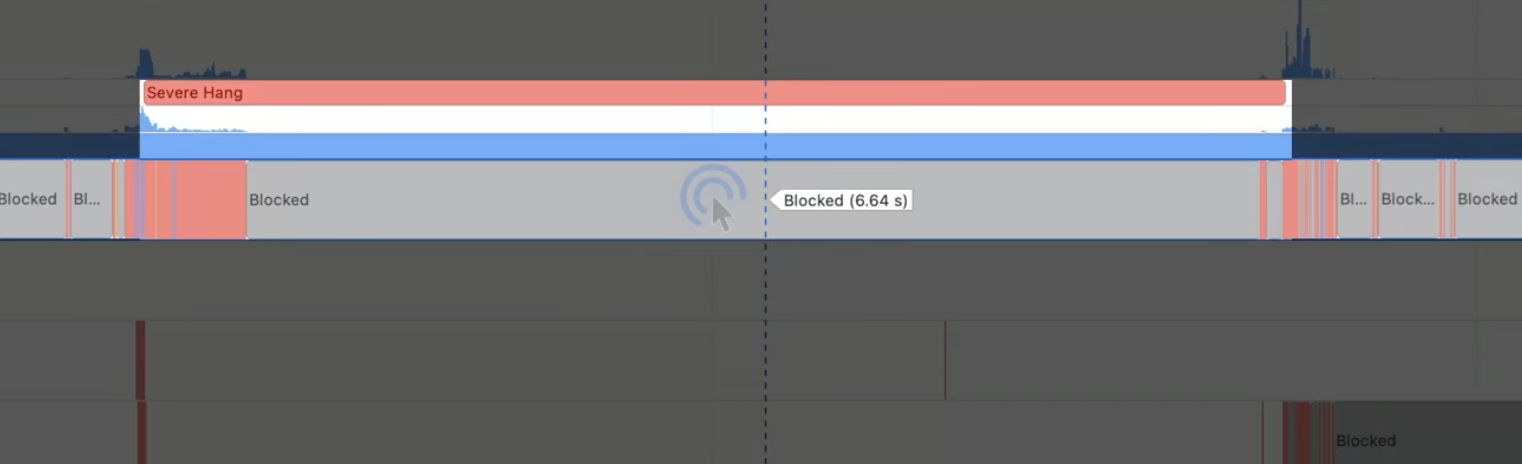 Severe Hang
Blocked
Bl...
Blocked
Blocked (6.64 s)
Bl...
Block...
Blocked
Blocked